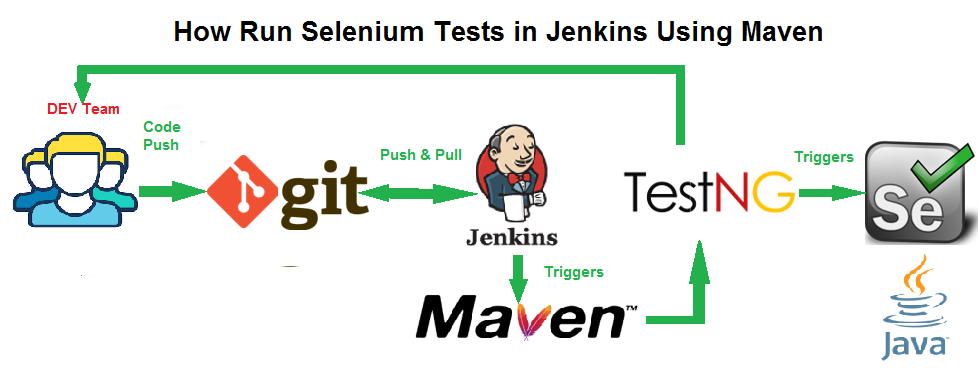 How Run Selenium Tests in Jenkins Using Maven
DEV Team
Code
Push
git
Push & Pull
Jenkins
Triggers
Maven™
TestNG
Triggers
Se
Java™